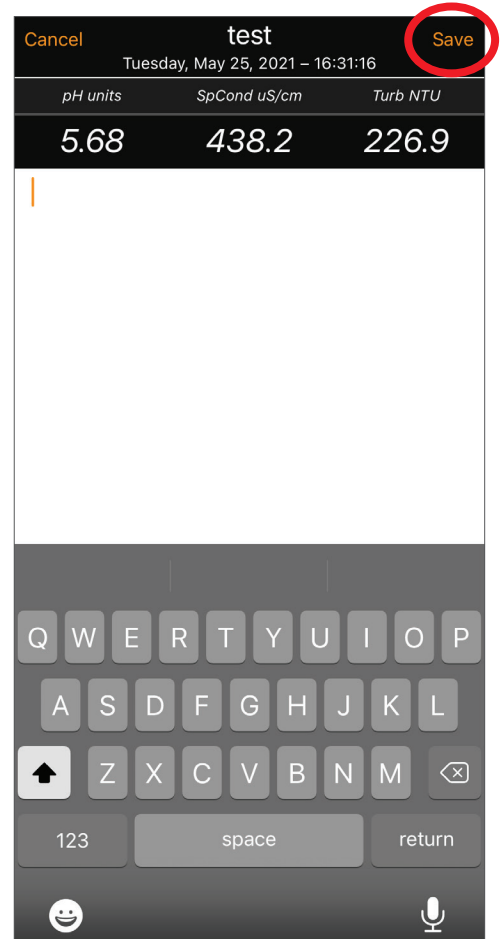 Cancel test Save
Tuesday, May 25, 2021 – 16:31:16
pH units SpCond uS/cm Turb NTU
5.68 438.2 226.9
Q W E R T Y U I O P
A S D F G H J K L
Z X C V B N M
123 space return